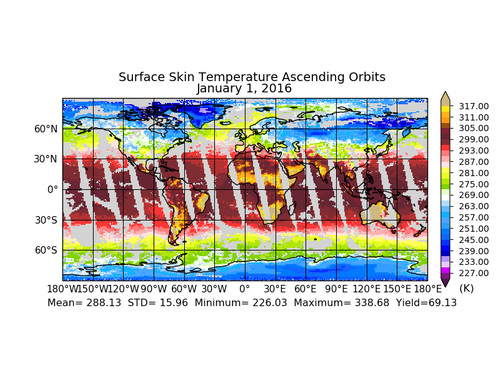 Surface Skin Temperature Ascending Orbits
January 1, 2016
60°N
30°N
0°
30°S
60°S
180°W150°W120°W90°W 60°W 30°W 0° 30°E 60°E 90°E 120°E 150°E 180°E
317.00
311.00
305.00
299.00
293.00
287.00
281.00
275.00
269.00
263.00
257.00
251.00
245.00
239.00
233.00
227.00
(K)
Mean= 288.13 STD= 15.96 Minimum= 226.03 Maximum= 338.68 Yield=69.13